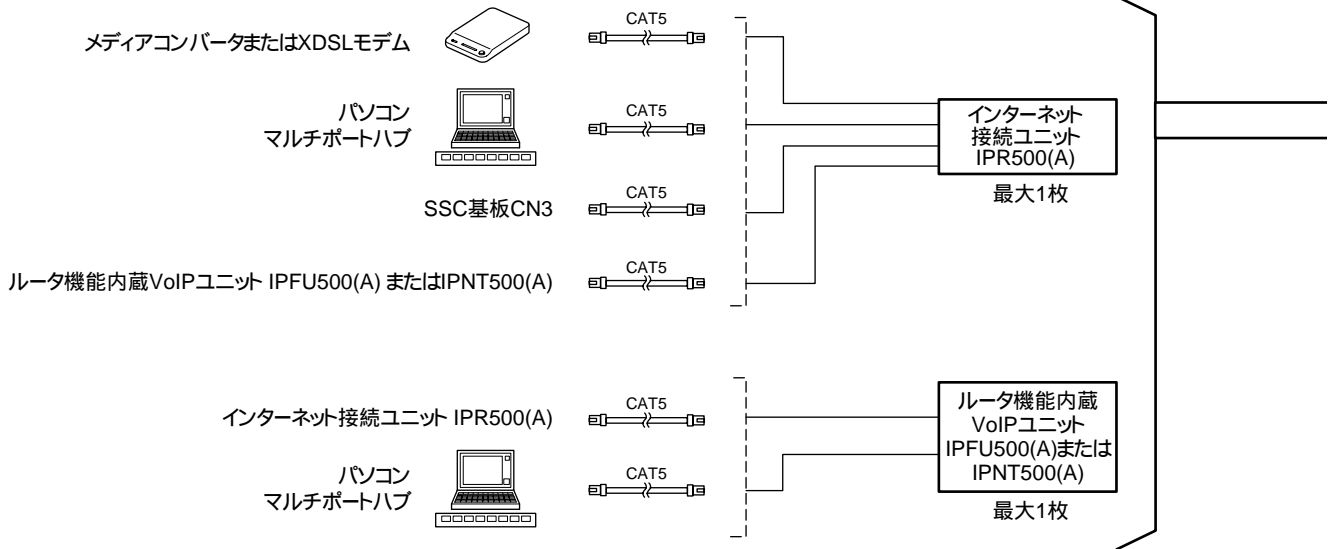 CAT5
メディアコンバータまたはXDSLモデム
パソコン
マルチポートハブ
CAT5
SSC基板CN3
CAT5
ルータ機能内蔵VoIPユニット IPFU500(A) またはIPNT500(A)
CAT5
インターネット
接続ユニット
IPR500(A)
最大1枚
インターネット接続ユニット IPR500(A)
CAT5
パソコン
マルチポートハブ
CAT5
ルータ機能内蔵
VoIPユニット
IPFU500(A)または
IPNT500(A)
最大1枚